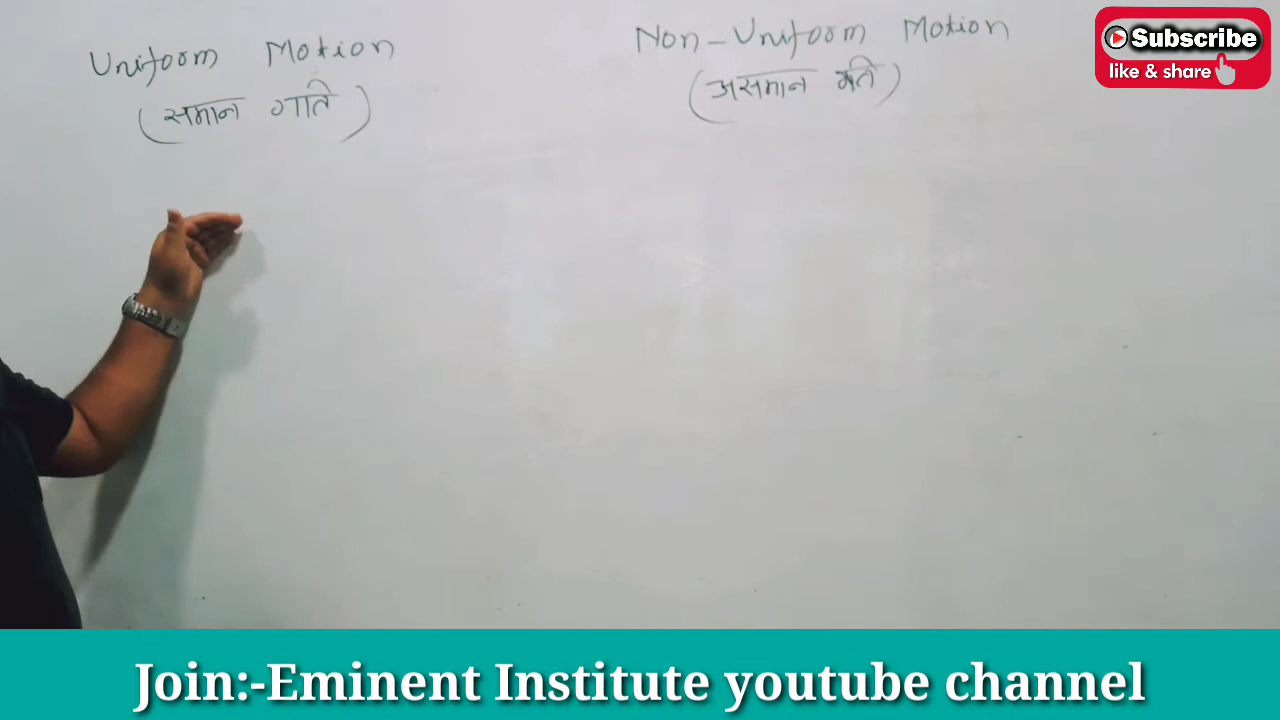 Uniform Motion
(समान गति)
Non-Uniform Motion
(असमान गति)
Subscribe
like & share
Join:-Eminent Institute youtube channel